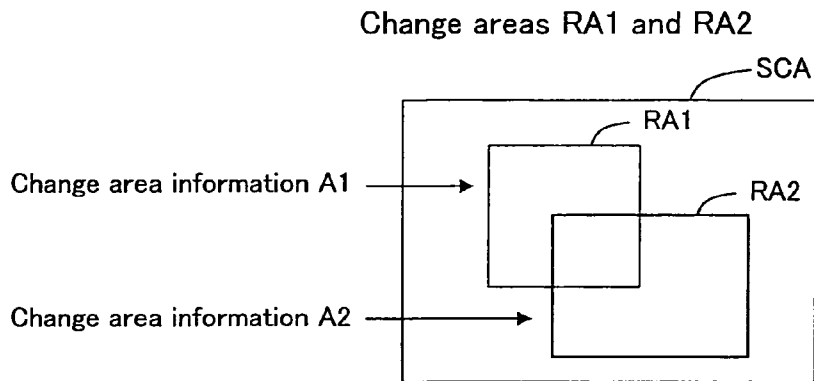 Change areas RA1 and RA2
SCA
RA1
Change area information A1
RA2
Change area information A2